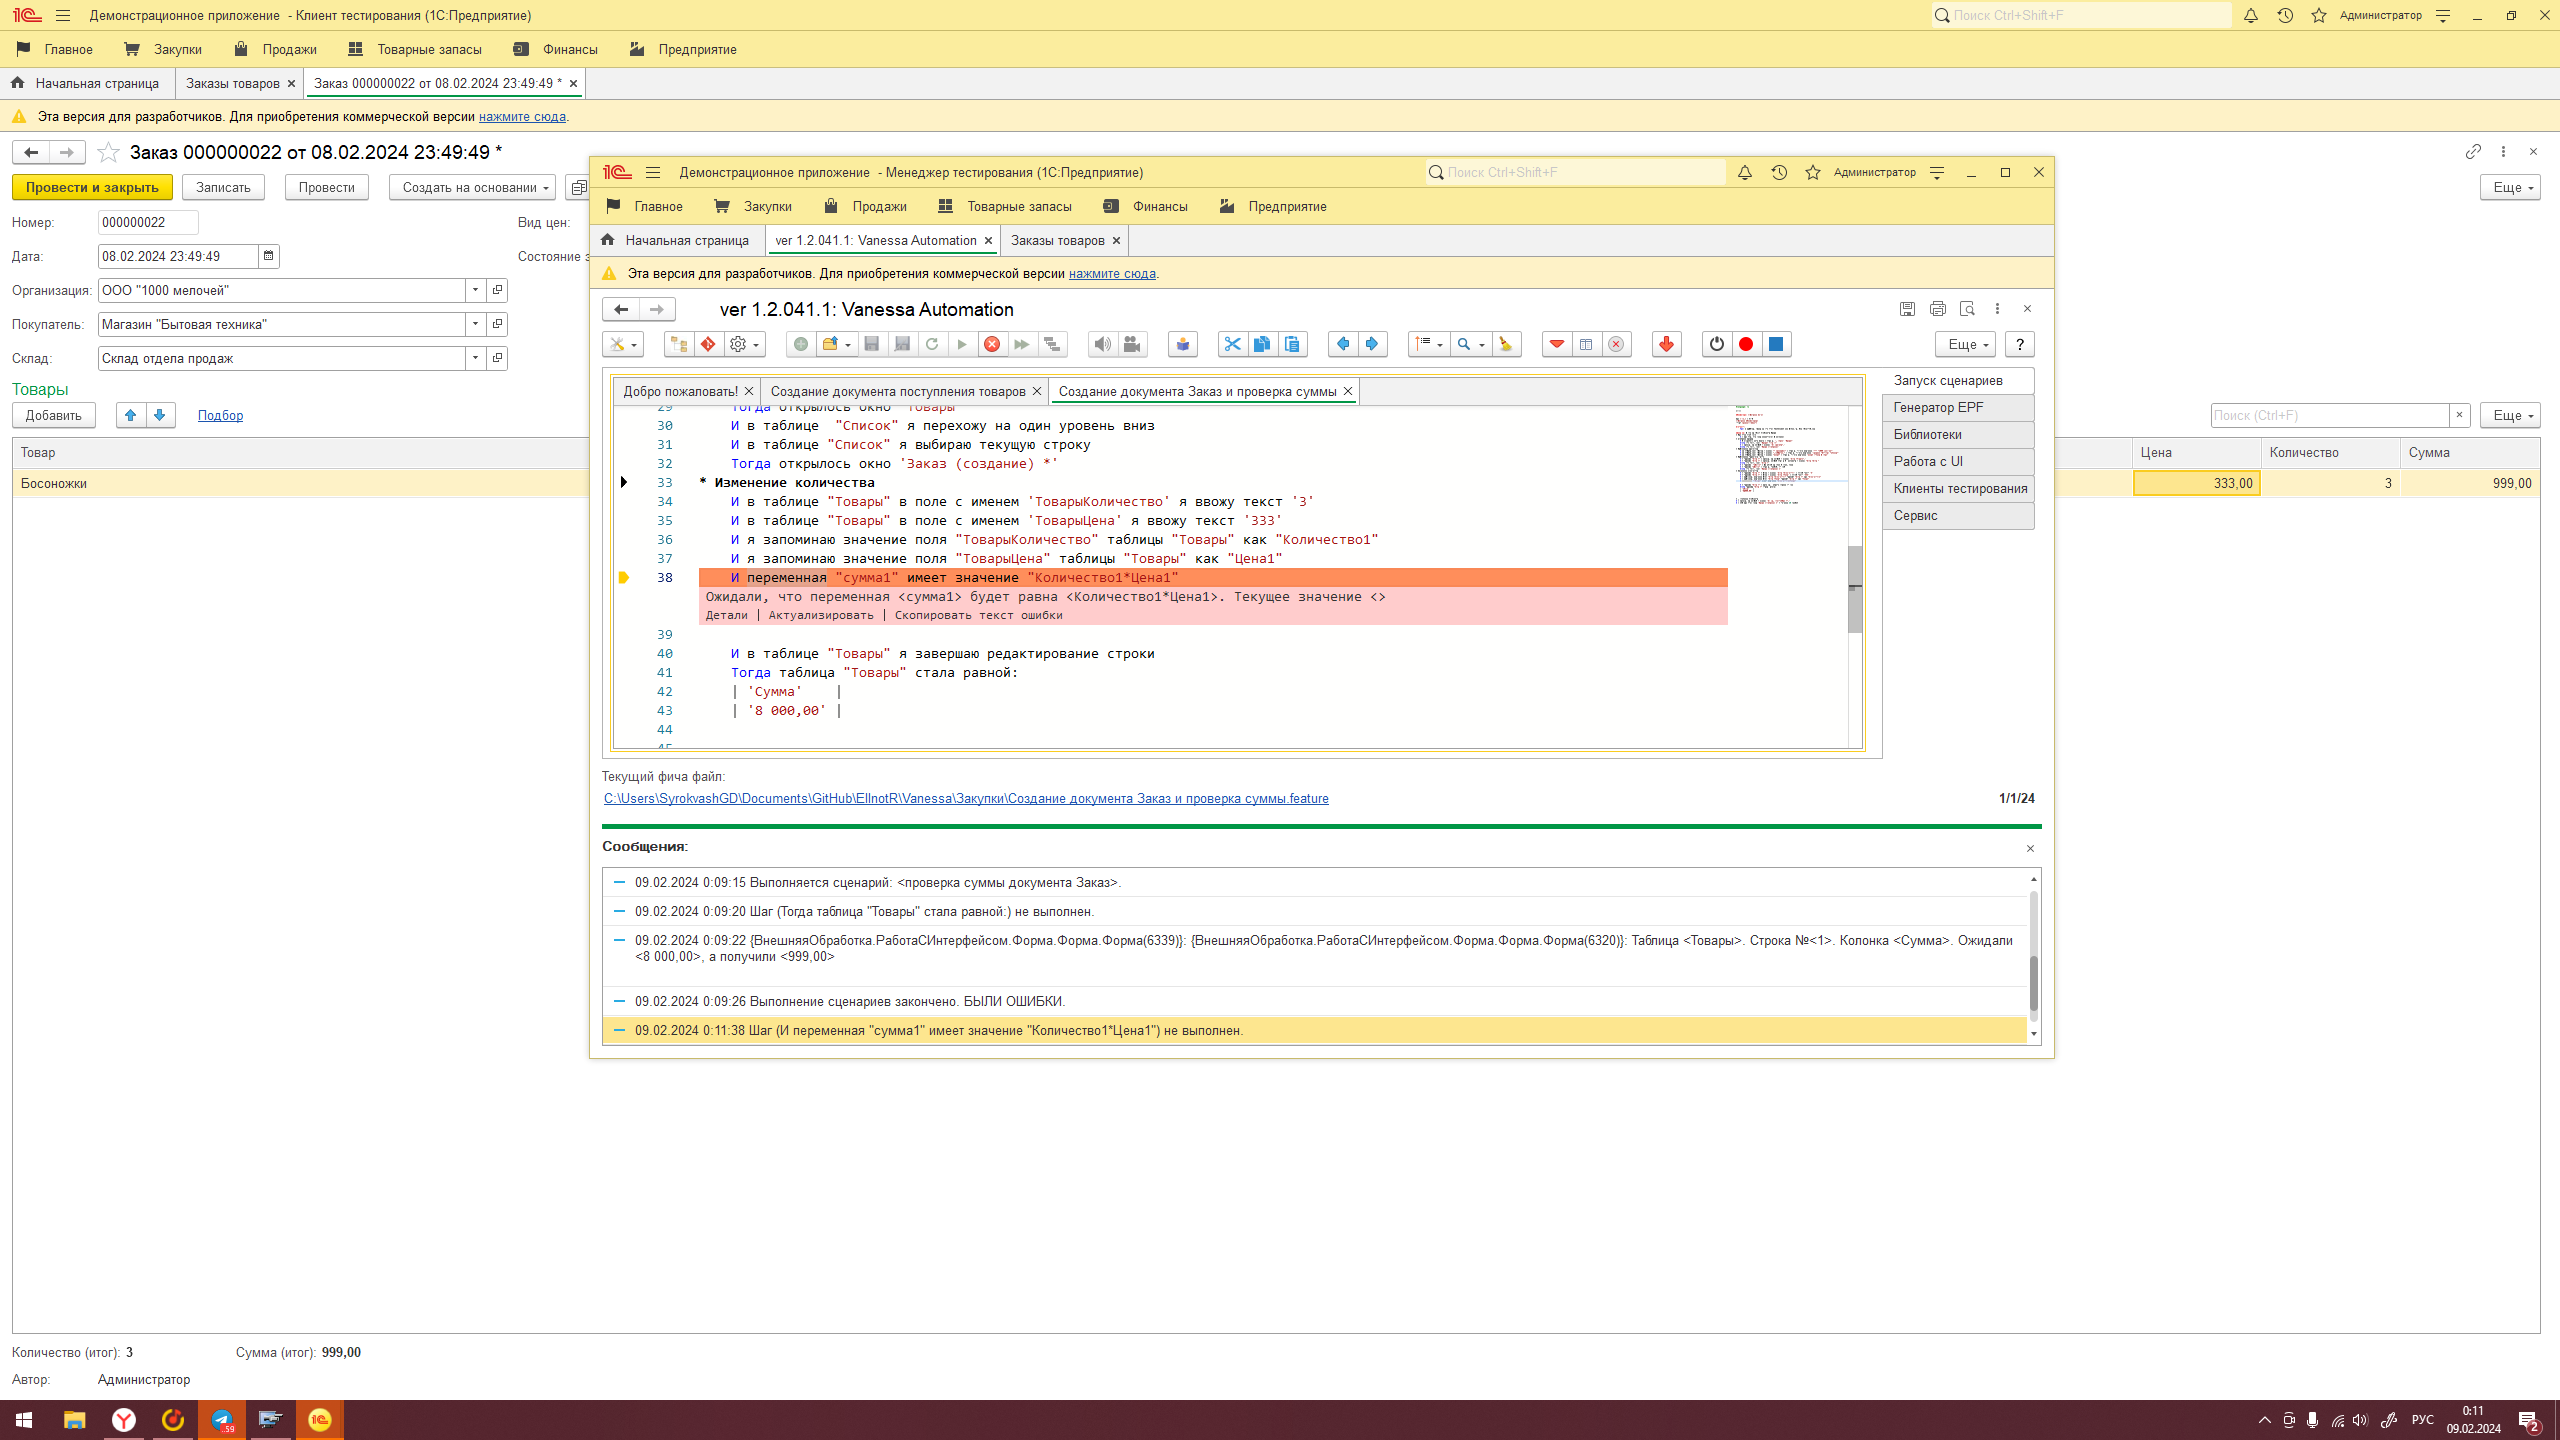 Демонстрационное приложение - Клиент тестирования (1С:Предприятие)
Поиск Ctrl+Shift+F
Администратор
Главное
Закупки
Продажи
Товарные запасы
Финансы
Предприятие
Начальная страница
Заказы товаров
Заказ 000000022 от 08.02.2024 23:49:49 *
Эта версия для разработчиков. Для приобретения коммерческой версии нажмите сюда.
Заказ 000000022 от 08.02.2024 23:49:49 *
Провести и закрыть
Записать
Провести
Создать на основании
Еще
Номер:
000000022
Вид цен:
Дата:
08.02.2024 23:49:49
Состояние з
Организация:
ООО "1000 мелочей"
Покупатель:
Магазин "Бытовая техника"
Склад:
Склад отдела продаж
Товары
Добавить
Подбор
Поиск (Ctrl+F)
Еще
Товар
Цена
Количество
Сумма
Босоножки
333,00
3
999,00
Количество (итог): 3
Сумма (итог): 999,00
Автор:
Администратор
Демонстрационное приложение - Менеджер тестирования (1С:Предприятие)
Поиск Ctrl+Shift+F
Администратор
Главное
Закупки
Продажи
Товарные запасы
Финансы
Предприятие
Начальная страница
ver 1.2.041.1: Vanessa Automation
Заказы товаров
Эта версия для разработчиков. Для приобретения коммерческой версии нажмите сюда.
ver 1.2.041.1: Vanessa Automation
Еще
?
Добро пожаловать!
Создание документа поступления товаров
Создание документа Заказ и проверка суммы
29 Тогда открылось окно 'Товары'
30 И в таблице "Список" я перехожу на один уровень вниз
31 И в таблице "Список" я выбираю текущую строку
32 Тогда открылось окно 'Заказ (создание) *'
33 * Изменение количества
34 И в таблице "Товары" в поле с именем 'ТоварыКоличество' я ввожу текст '3'
35 И в таблице "Товары" в поле с именем 'ТоварыЦена' я ввожу текст '333'
36 И я запоминаю значение поля "ТоварыКоличество" таблицы "Товары" как "Количество1"
37 И я запоминаю значение поля "ТоварыЦена" таблицы "Товары" как "Цена1"
38 И переменная "сумма1" имеет значение "Количество1*Цена1"
Ожидали, что переменная <сумма1> будет равна <Количество1*Цена1>. Текущее значение <>
Детали | Актуализировать | Скопировать текст ошибки
39
40 И в таблице "Товары" я завершаю редактирование строки
41 Тогда таблица "Товары" стала равной:
42 | 'Сумма' |
43 | '8 000,00' |
44
45
Запуск сценариев
Генератор EPF
Библиотеки
Работа с UI
Клиенты тестирования
Сервис
Текущий фича файл:
C:\Users\SyrokvashGD\Documents\GitHub\EllnotR\Vanessa\Закупки\Создание документа Заказ и проверка суммы.feature
1/1/24
Сообщения:
09.02.2024 0:09:15 Выполняется сценарий: <проверка суммы документа Заказ>.
09.02.2024 0:09:20 Шаг (Тогда таблица "Товары" стала равной:) не выполнен.
09.02.2024 0:09:22 {ВнешняяОбработка.РаботаСИнтерфейсом.Форма.Форма.Форма(6339)}: {ВнешняяОбработка.РаботаСИнтерфейсом.Форма.Форма.Форма(6320)}: Таблица <Товары>. Строка №<1>. Колонка <Сумма>. Ожидали
<8 000,00>, а получили <999,00>
09.02.2024 0:09:26 Выполнение сценариев закончено. БЫЛИ ОШИБКИ.
09.02.2024 0:11:38 Шаг (И переменная "сумма1" имеет значение "Количество1*Цена1") не выполнен.
59
РУС
0:11
09.02.2024
2